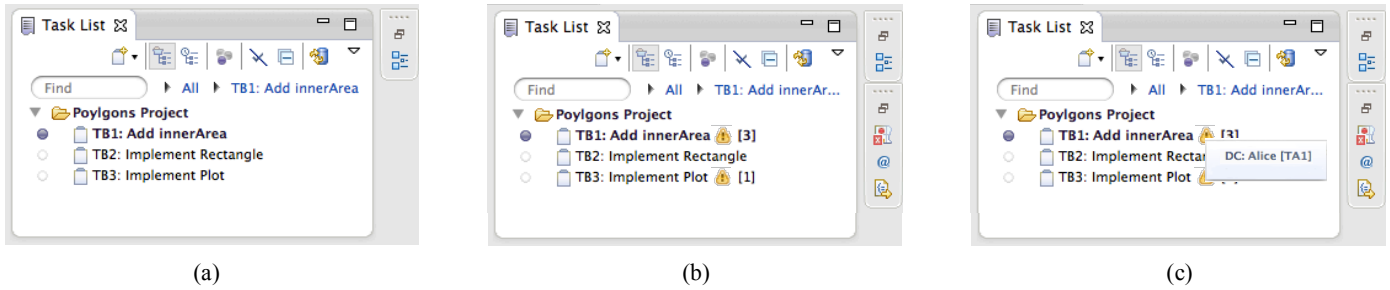 Task List
Find All TB1: Add innerArea
Poylgons Project
TB1: Add innerArea
TB2: Implement Rectangle
TB3: Implement Plot
(a)
Task List
Find All TB1: Add innerAr...
Poylgons Project
TB1: Add innerArea [3]
TB2: Implement Rectangle
TB3: Implement Plot [1]
@
(b)
Task List
Find All TB1: Add innerAr...
Poylgons Project
TB1: Add innerArea [3]
TB2: Implement
DC: Alice [TA1]
TB3: Implement Plot
@
(c)